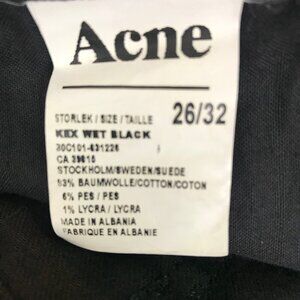 Acne
STORLEK / SIZE / TAILLE 26/32
KEX WET BLACK
30C101-631226
CA 39615
STOCKHOLM/SWEDEN/SUEDE
93% BAUMWOLLE/COTTON/COTON
6% PES / PES
1% LYCRA / LYCRA
MADE IN ALBANIA
FABRIQUE EN ALBANIE